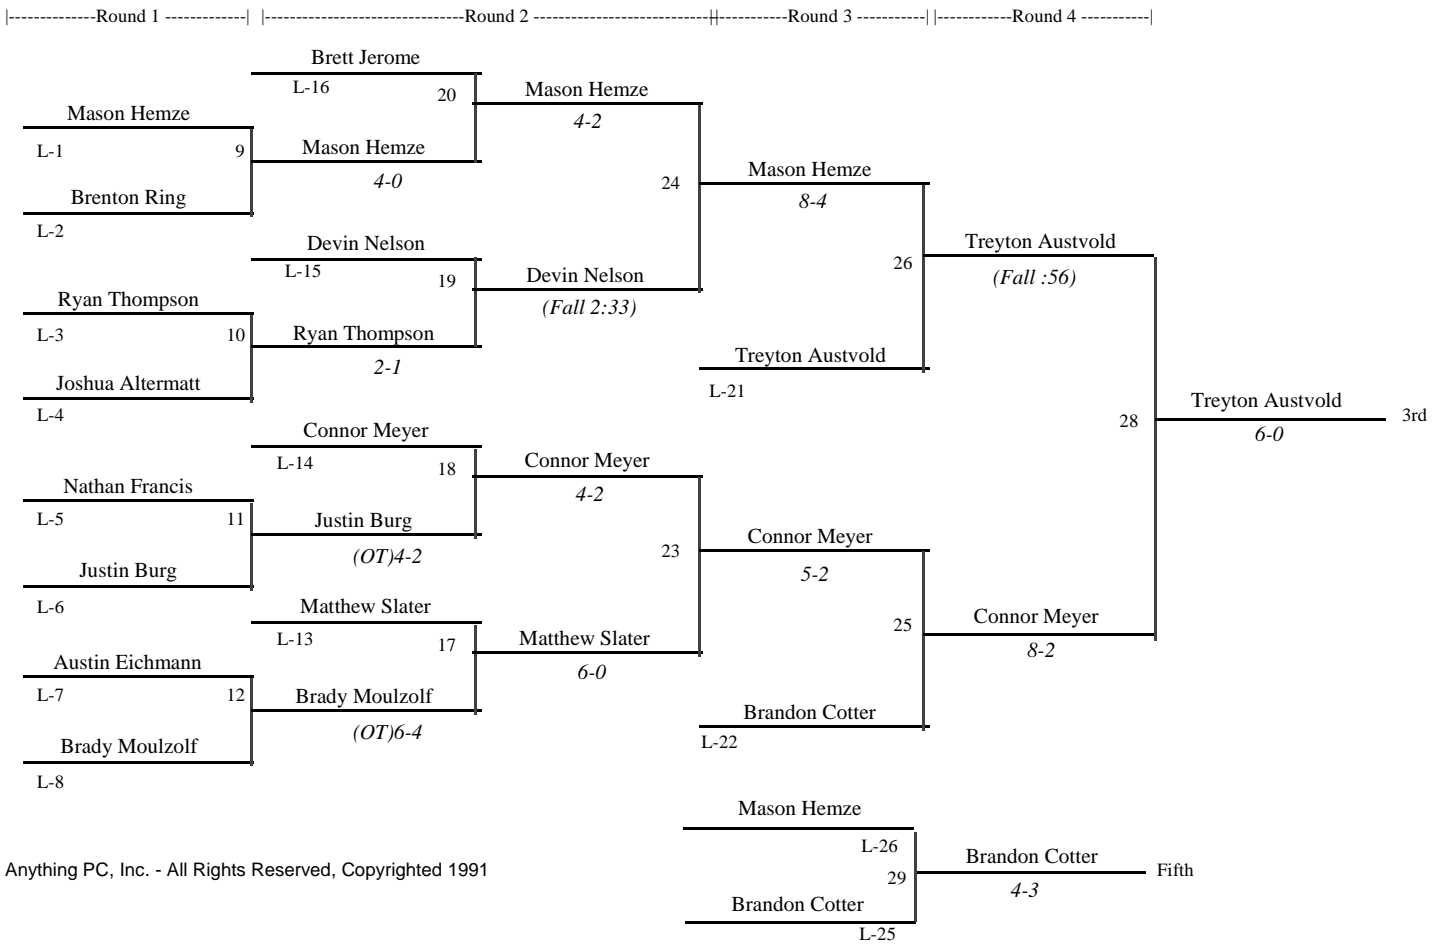 |-------------Round 1 -------------| |-----------------------------Round 2 --------------------------||-----------Round 3 -----------| |------------Round 4 -----------|
Brett Jerome
L-16
20
Mason Hemze
4-2
Mason Hemze
L-1
9
Mason Hemze
4-0
Brenton Ring
L-2
24
Mason Hemze
8-4
Devin Nelson
L-15
19
Devin Nelson
(Fall 2:33)
26
Treyton Austvold
(Fall :56)
Ryan Thompson
L-3
10
Ryan Thompson
2-1
Joshua Altermatt
L-4
Treyton Austvold
L-21
28
Treyton Austvold
6-0
3rd
Connor Meyer
L-14
18
Connor Meyer
4-2
Nathan Francis
L-5
11
Justin Burg
(OT)4-2
Justin Burg
L-6
23
Connor Meyer
5-2
Matthew Slater
L-13
17
Matthew Slater
6-0
25
Connor Meyer
8-2
Austin Eichmann
L-7
12
Brady Moulzolf
(OT)6-4
Brady Moulzolf
L-8
Brandon Cotter
L-22
Mason Hemze
L-26
29
Brandon Cotter
4-3
Fifth
Brandon Cotter
L-25
Anything PC, Inc. - All Rights Reserved, Copyrighted 1991